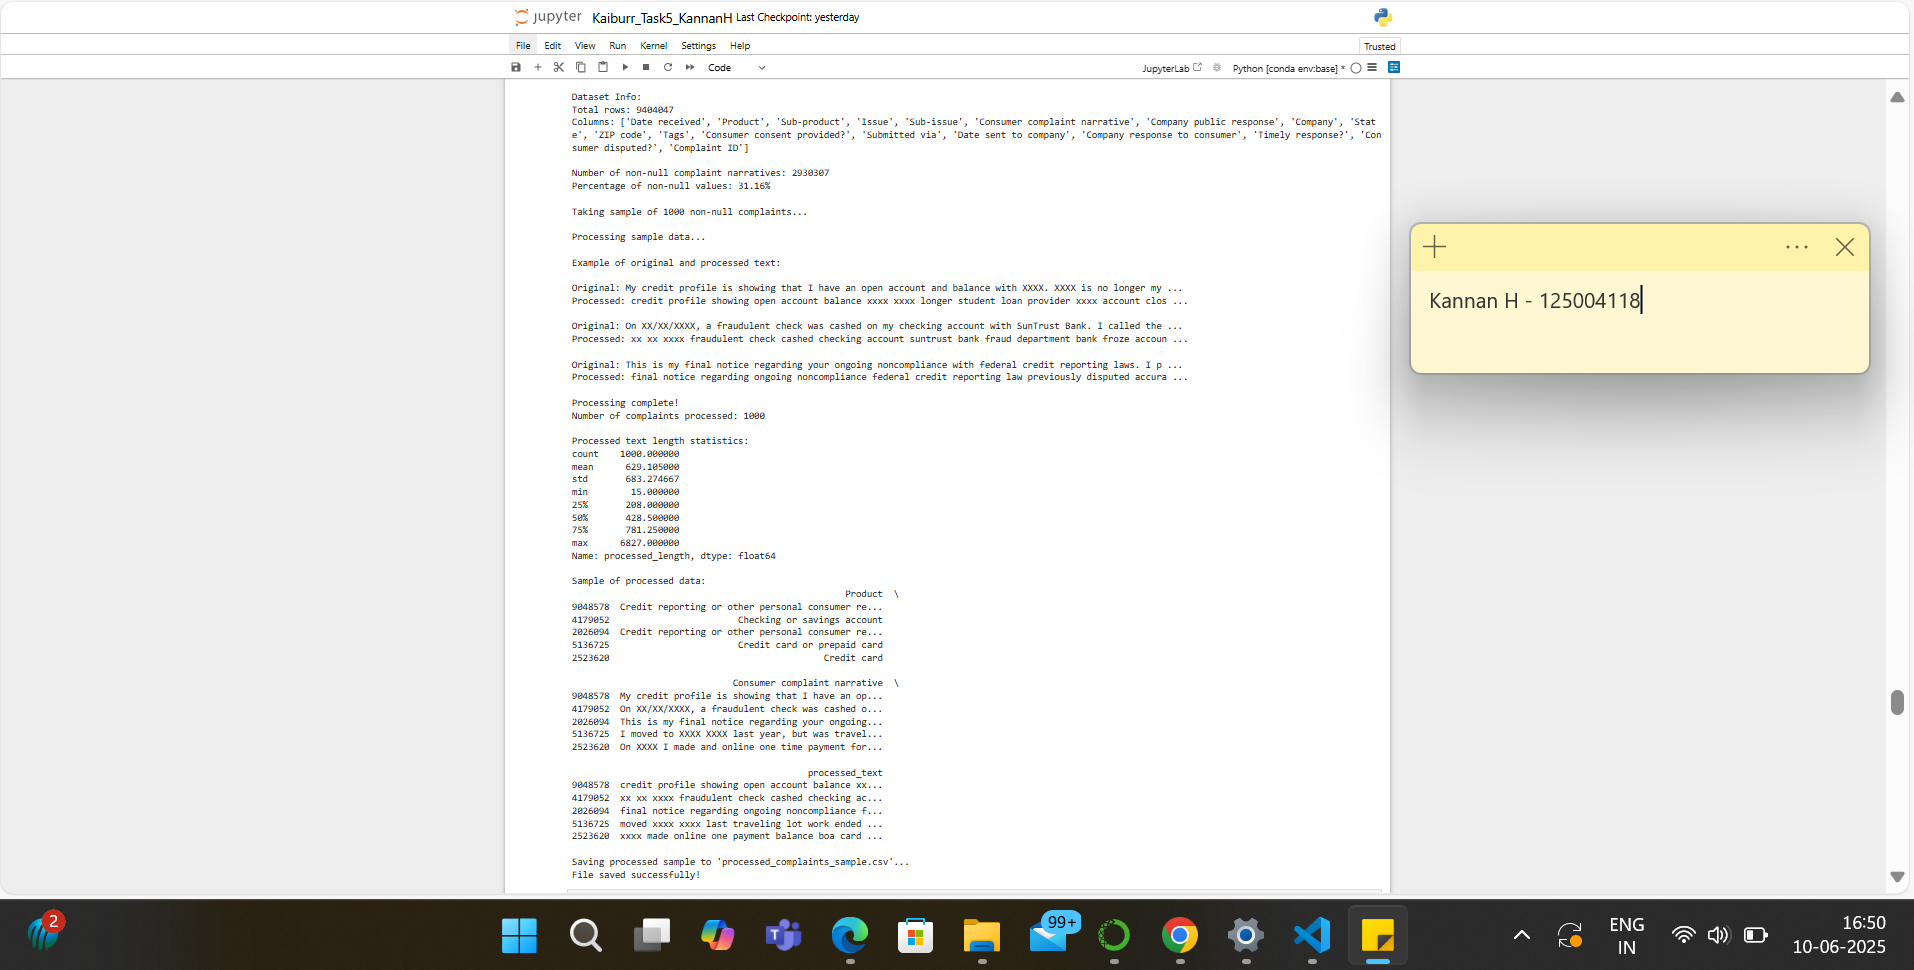 jupyter Kaiburr_Task5_KannanH Last Checkpoint: yesterday
File Edit View Run Kernel Settings Help
Trusted
Code
JupyterLab Python [conda env:base] *
Dataset Info:
Total rows: 9404047
Columns: ['Date received', 'Product', 'Sub-product', 'Issue', 'Sub-issue', 'Consumer complaint narrative', 'Company public response', 'Company', 'Stat
e', 'ZIP code', 'Tags', 'Consumer consent provided?', 'Submitted via', 'Date sent to company', 'Company response to consumer', 'Timely response?', 'Con
sumer disputed?', 'Complaint ID']
Number of non-null complaint narratives: 2930307
Percentage of non-null values: 31.16%
Taking sample of 1000 non-null complaints...
Processing sample data...
Example of original and processed text:
Original: My credit profile is showing that I have an open account and balance with XXXX. XXXX is no longer my ...
Processed: credit profile showing open account balance xxxx xxxx longer student loan provider xxxx account clos ...
Original: On XX/XX/XXXX, a fraudulent check was cashed on my checking account with SunTrust Bank. I called the ...
Processed: xx xx xxxx fraudulent check cashed checking account suntrust bank fraud department bank froze accoun ...
Original: This is my final notice regarding your ongoing noncompliance with federal credit reporting laws. I p ...
Processed: final notice regarding ongoing noncompliance federal credit reporting law previously disputed accura ...
Processing complete!
Number of complaints processed: 1000
Processed text length statistics:
count 1000.000000
mean 629.105000
std 683.274667
min 15.000000
25% 208.000000
50% 428.500000
75% 781.250000
max 6827.000000
Name: processed_length, dtype: float64
Sample of processed data:
Product \
9048578 Credit reporting or other personal consumer re...
4179052 Checking or savings account
2026094 Credit reporting or other personal consumer re...
5136725 Credit card or prepaid card
2523620 Credit card
Consumer complaint narrative \
9048578 My credit profile is showing that I have an op...
4179052 On XX/XX/XXXX, a fraudulent check was cashed o...
2026094 This is my final notice regarding your ongoing...
5136725 I moved to XXXX XXXX last year, but was travel...
2523620 On XXXX I made and online one time payment for...
processed_text
9048578 credit profile showing open account balance xx...
4179052 xx xx xxxx fraudulent check cashed checking ac...
2026094 final notice regarding ongoing noncompliance f...
5136725 moved xxxx xxxx last traveling lot work ended ...
2523620 xxxx made online one payment balance boa card ...
Saving processed sample to 'processed_complaints_sample.csv'...
File saved successfully!
Kannan H - 125004118
2
99+
ENG
IN
16:50
10-06-2025